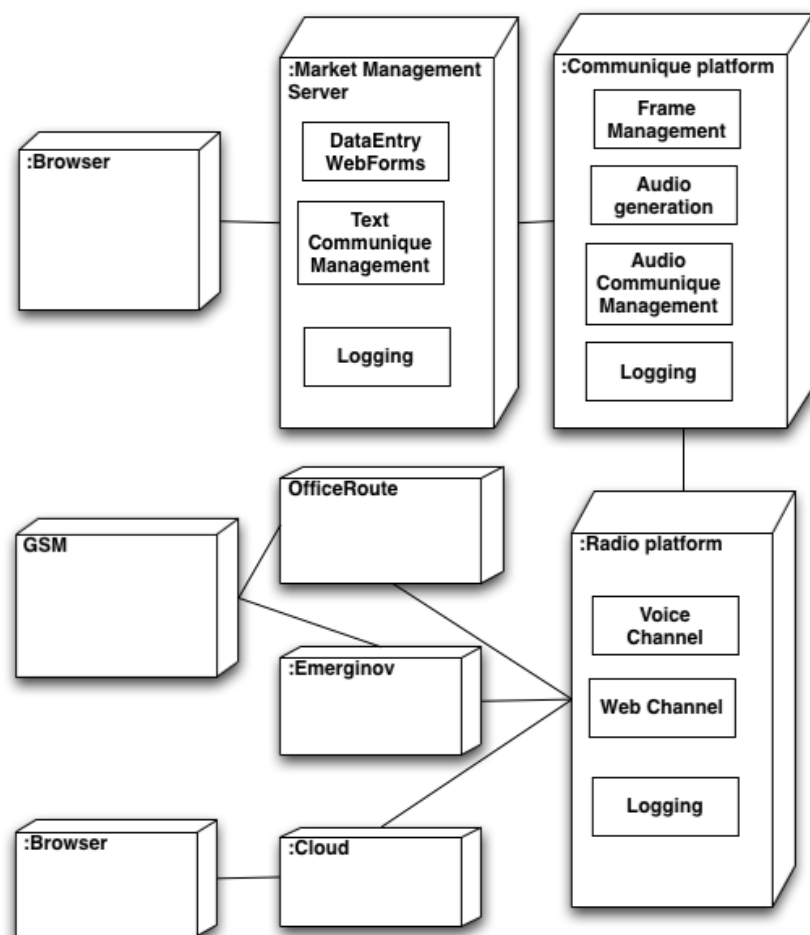 :Market Management
Server
DataEntry
WebForms
Text
Communique
Management
Logging
:Communique platform
Frame
Management
Audio
generation
Audio
Communique
Management
Logging
:Browser
OfficeRoute
GSM
:Emerginov
:Radio platform
Voice
Channel
Web Channel
Logging
:Browser
:Cloud